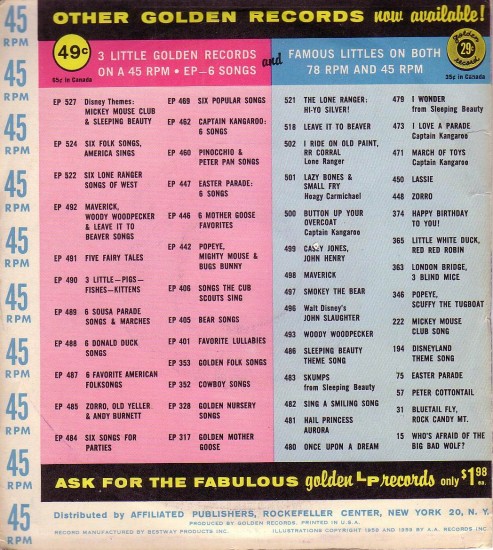 OTHER GOLDEN RECORDS now available!
45 RPM
45 RPM
45 RPM
45 RPM
45 RPM
45 RPM
45 RPM
45 RPM
45 RPM
49¢
65c in Canada
3 LITTLE GOLDEN RECORDS
ON A 45 RPM • EP—6 SONGS
and
FAMOUS LITTLES ON BOTH
78 RPM AND 45 RPM
golden
29¢
record
35c in Canada
EP 527 Disney Themes:
MICKEY MOUSE CLUB
& SLEEPING BEAUTY
EP 524 SIX FOLK SONGS,
AMERICA SINGS
EP 522 SIX LONE RANGER
SONGS OF WEST
EP 492 MAVERICK,
WOODY WOODPECKER
& LEAVE IT TO
BEAVER SONGS
EP 491 FIVE FAIRY TALES
EP 490 3 LITTLE—PIGS—
FISHES—KITTENS
EP 489 6 SOUSA PARADE
SONGS & MARCHES
EP 488 6 DONALD DUCK
SONGS
EP 487 6 FAVORITE AMERICAN
FOLKSONGS
EP 485 ZORRO, OLD YELLER
& ANDY BURNETT
EP 484 SIX SONGS FOR
PARTIES
EP 469 SIX POPULAR SONGS
EP 462 CAPTAIN KANGAROO:
6 SONGS
EP 460 PINOCCHIO &
PETER PAN SONGS
EP 447 EASTER PARADE:
6 SONGS
EP 446 6 MOTHER GOOSE
FAVORITES
EP 442 POPEYE,
MIGHTY MOUSE &
BUGS BUNNY
EP 406 SONGS THE CUB
SCOUTS SING
EP 405 BEAR SONGS
EP 401 FAVORITE LULLABIES
EP 353 GOLDEN FOLK SONGS
EP 352 COWBOY SONGS
EP 328 GOLDEN NURSERY
SONGS
EP 317 GOLDEN MOTHER
GOOSE
521 THE LONE RANGER:
HI-YO SILVER!
518 LEAVE IT TO BEAVER
502 I RIDE ON OLD PAINT,
RR CORRAL
Lone Ranger
501 LAZY BONES &
SMALL FRY
Hoagy Carmichael
500 BUTTON UP YOUR
OVERCOAT
Captain Kangaroo
499 CASEY JONES,
JOHN HENRY
498 MAVERICK
497 SMOKEY THE BEAR
496 Walt Disney's
JOHN SLAUGHTER
493 WOODY WOODPECKER
486 SLEEPING BEAUTY
THEME SONG
483 SKUMPS
from Sleeping Beauty
482 SING A SMILING SONG
481 HAIL PRINCESS
AURORA
480 ONCE UPON A DREAM
479 I WONDER
from Sleeping Beauty
473 I LOVE A PARADE
Captain Kangaroo
471 MARCH OF TOYS
Captain Kangaroo
450 LASSIE
448 ZORRO
374 HAPPY BIRTHDAY
TO YOU!
365 LITTLE WHITE DUCK,
RED RED ROBIN
363 LONDON BRIDGE,
3 BLIND MICE
346 POPEYE,
SCUFFY THE TUGBOAT
222 MICKEY MOUSE
CLUB SONG
194 DISNEYLAND
THEME SONG
75 EASTER PARADE
57 PETER COTTONTAIL
31 BLUETAIL FLY,
ROCK CANDY MT.
15 WHO'S AFRAID OF THE
BIG BAD WOLF?
ASK FOR THE FABULOUS golden LP records only $1.98 ea.
Distributed by AFFILIATED PUBLISHERS, ROCKEFELLER CENTER, NEW YORK 20, N.Y.
PRODUCED BY GOLDEN RECORDS, PRINTED IN U.S.A.
RECORD MANUFACTURED BY BESTWAY PRODUCTS INC. ILLUSTRATIONS COPYRIGHT 1958 AND 1959 BY A.A. RECORDS INC.